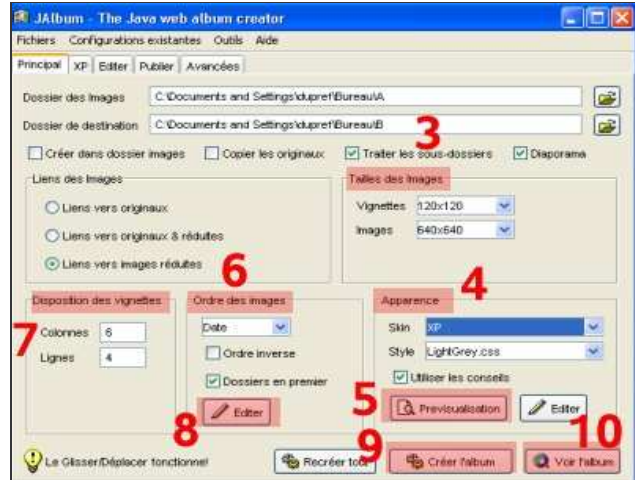 JAlbum - The Java web album creator
Fichiers Configurations existantes Outils Aide
Principal XP Editer Publier Avancées
Dossier des Images C:\Documents and Settings\dupref\Bureau\A
Dossier de destination C:\Documents and Settings\dupref\Bureau\B
3
Créer dans dossier images Copier les originaux Traiter les sous-dossiers Diaporama
Liens des Images
Liens vers originaux
Liens vers originaux & réduites
Liens vers images réduites
Tailles des Images
Vignettes 120x120
Images 640x640
6
4
7
Disposition des vignettes
Colonnes 6
Lignes 4
Ordre des images
Date
Ordre inverse
Dossiers en premier
8
Editer
Apparence
Skin XP
Style LightGrey.css
Utiliser les conseils
5
Prévisualisation
Editer
9
10
Le Glisser/Déplacer fonctionne!
Recréer tout
Créer l'album
Voir l'album